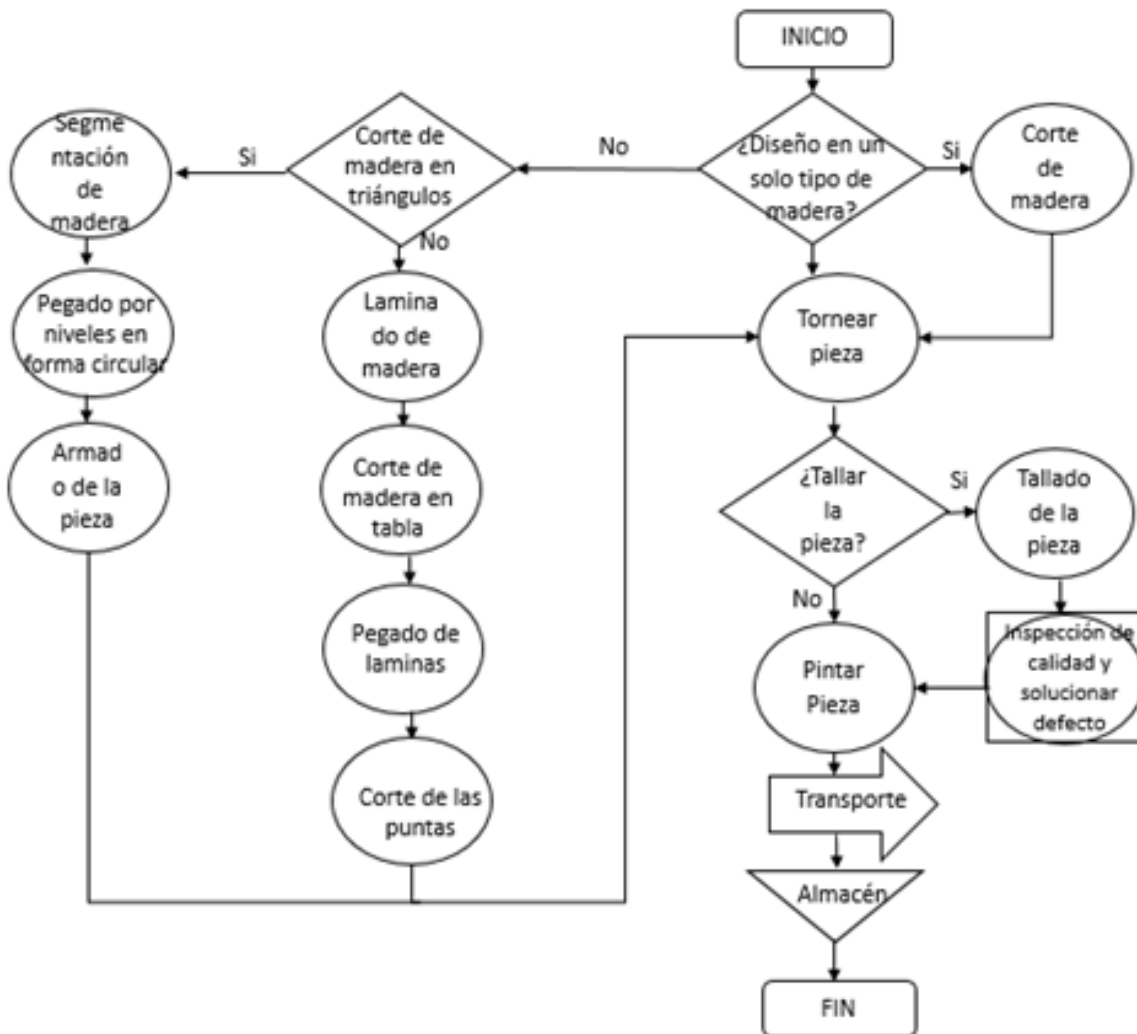 INICIO
¿Diseño en un
solo tipo de
madera?
Si
Corte
de
madera
No
Corte de
madera en
triángulos
Si
Segme
ntación
de
madera
Pegado por
niveles en
forma circular
Armad
o de la
pieza
No
Lamina
do de
madera
Corte de
madera en
tabla
Pegado de
laminas
Corte de las
puntas
Tornear
pieza
¿Tallar
la
pieza?
Si
Tallado
de la
pieza
Inspección de
calidad y
solucionar
defecto
No
Pintar
Pieza
Transporte
Almacén
FIN